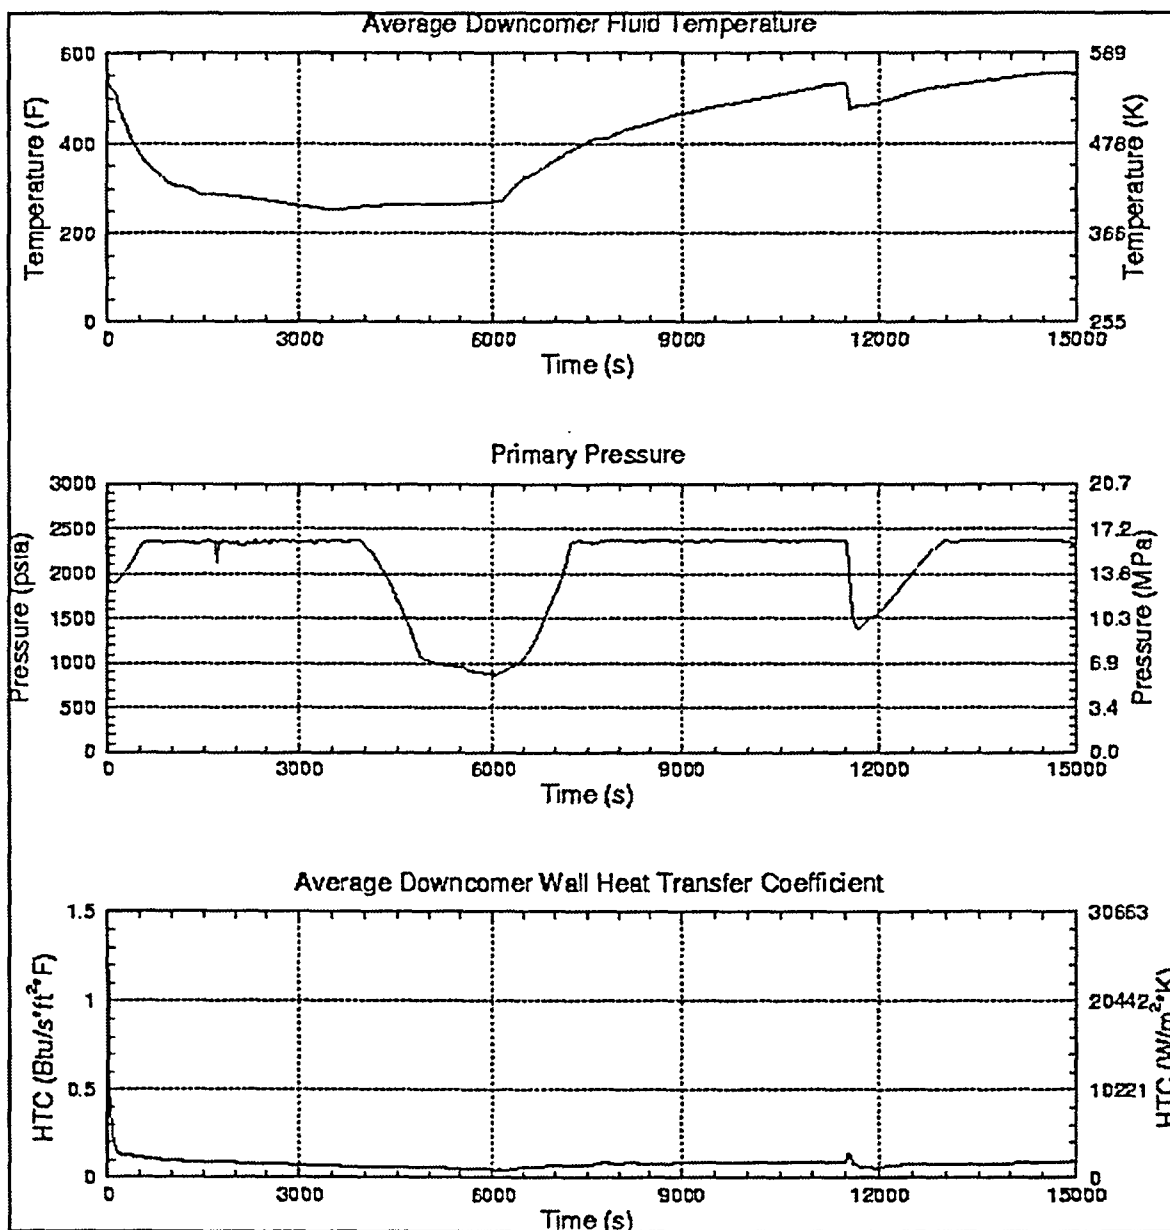 Average Downcomer Fluid Temperature
600
400
200
0
Temperature (F)
589
478
366
255
Temperature (K)
0 3000 6000 9000 12000 15000
Time (s)
Primary Pressure
3000
2500
2000
1500
1000
500
0
Pressure (psia)
20.7
17.2
13.8
10.3
6.9
3.4
0.0
Pressure (MPa)
0 3000 6000 9000 12000 15000
Time (s)
Average Downcomer Wall Heat Transfer Coefficient
1.5
1
0.5
0
HTC (Btu/s*ft²*F)
30663
20442
10221
0
HTC (W/m²*K)
0 3000 6000 9000 12000 15000
Time (s)